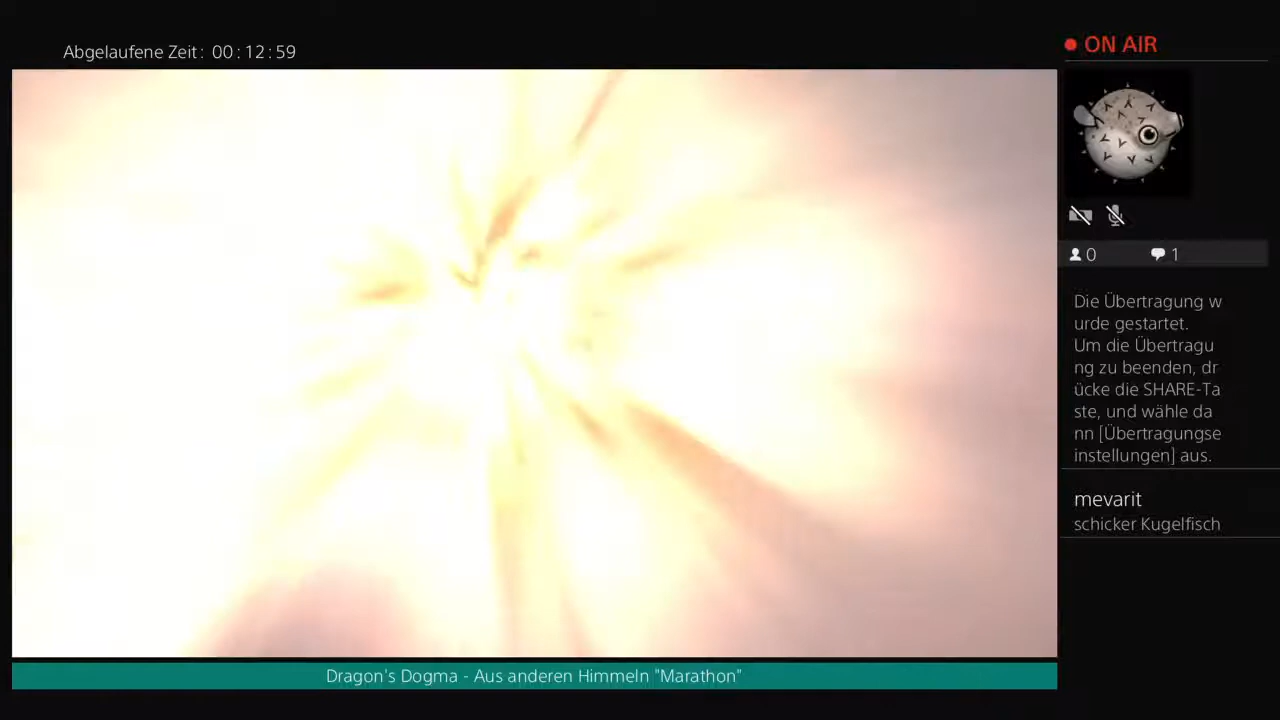 Abgelaufene Zeit: 00:12:59
ON AIR
0 1
Die Übertragung w
urde gestartet.
Um die Übertragu
ng zu beenden, dr
ücke die SHARE-Ta
ste, und wähle da
nn [Übertragungse
instellungen] aus.
mevarit
schicker Kugelfisch
Dragon's Dogma - Aus anderen Himmeln "Marathon"